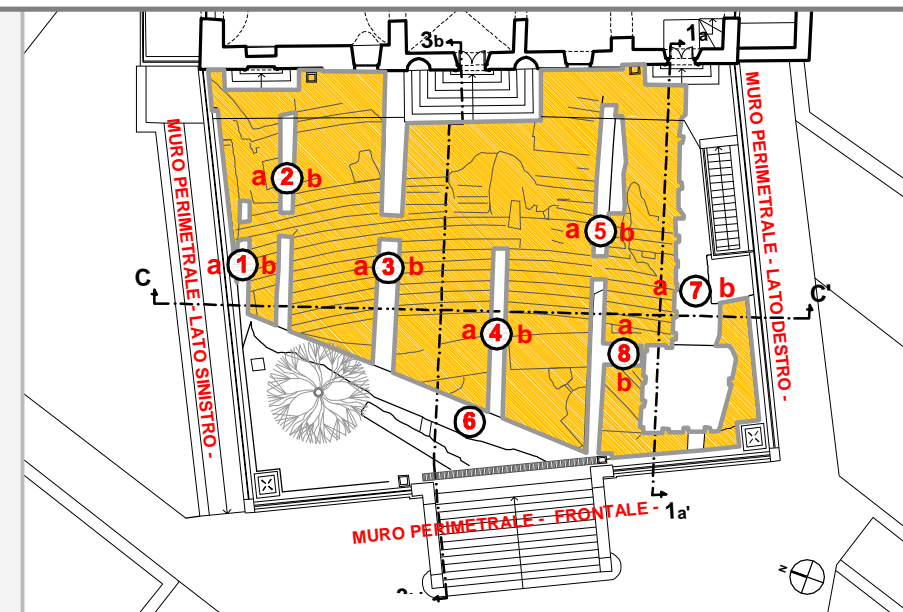 3b
1a
MURO PERIMETRALE - LATO SINISTRO -
MURO PERIMETRALE - LATO DESTRO -
a 2 b
a 5 b
a 1 b
a 3 b
a 7 b
C
C'
a 4 b
a
8
b
6
1a'
MURO PERIMETRALE - FRONTALE -
N